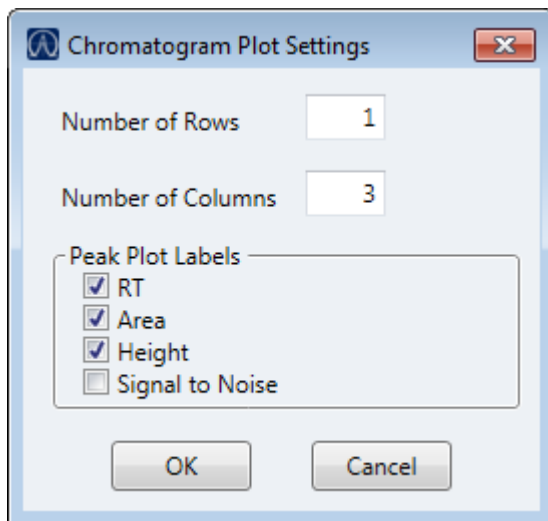 Chromatogram Plot Settings
Number of Rows 1
Number of Columns 3
Peak Plot Labels
RT
Area
Height
Signal to Noise
OK Cancel